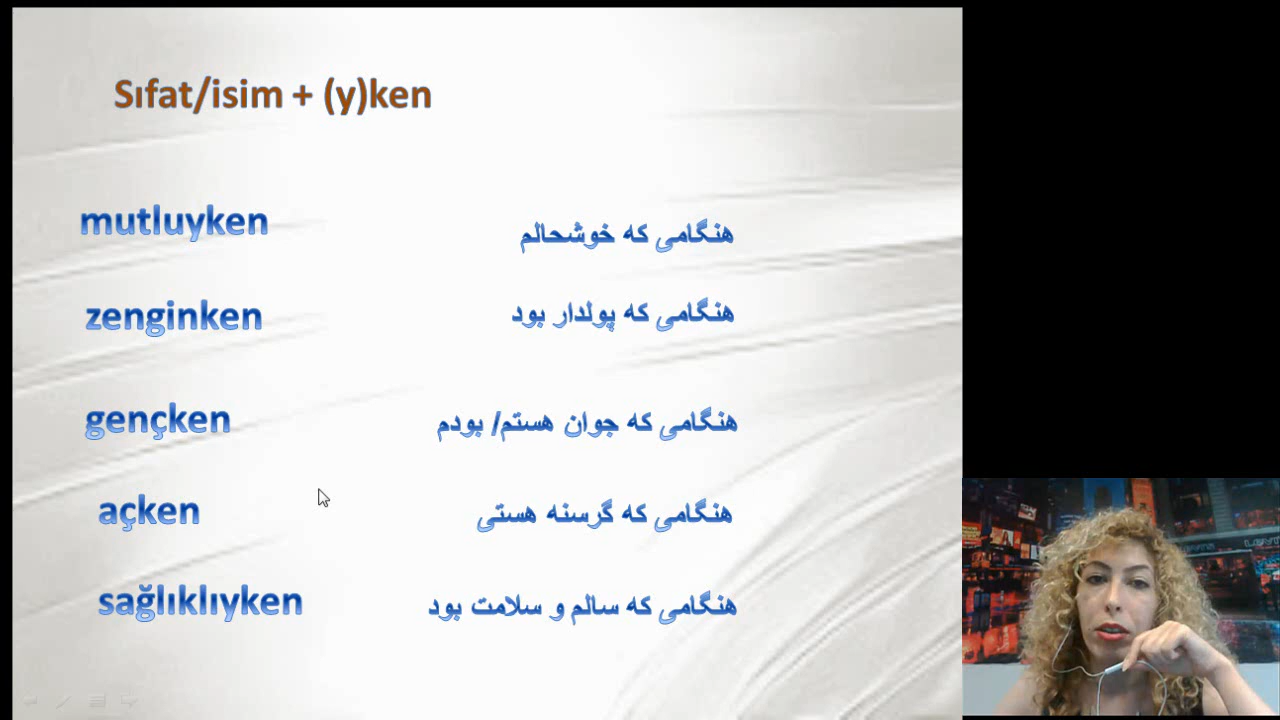 Sıfat/isim + (y)ken
mutluyken
هنگامی که خوشحالم
zenginken
هنگامی که پولدار بود
gençken
هنگامی که جوان هستم/ بودم
açken
هنگامی که گرسنه هستی
sağlıklıyken
هنگامی که سالم و سلامت بود